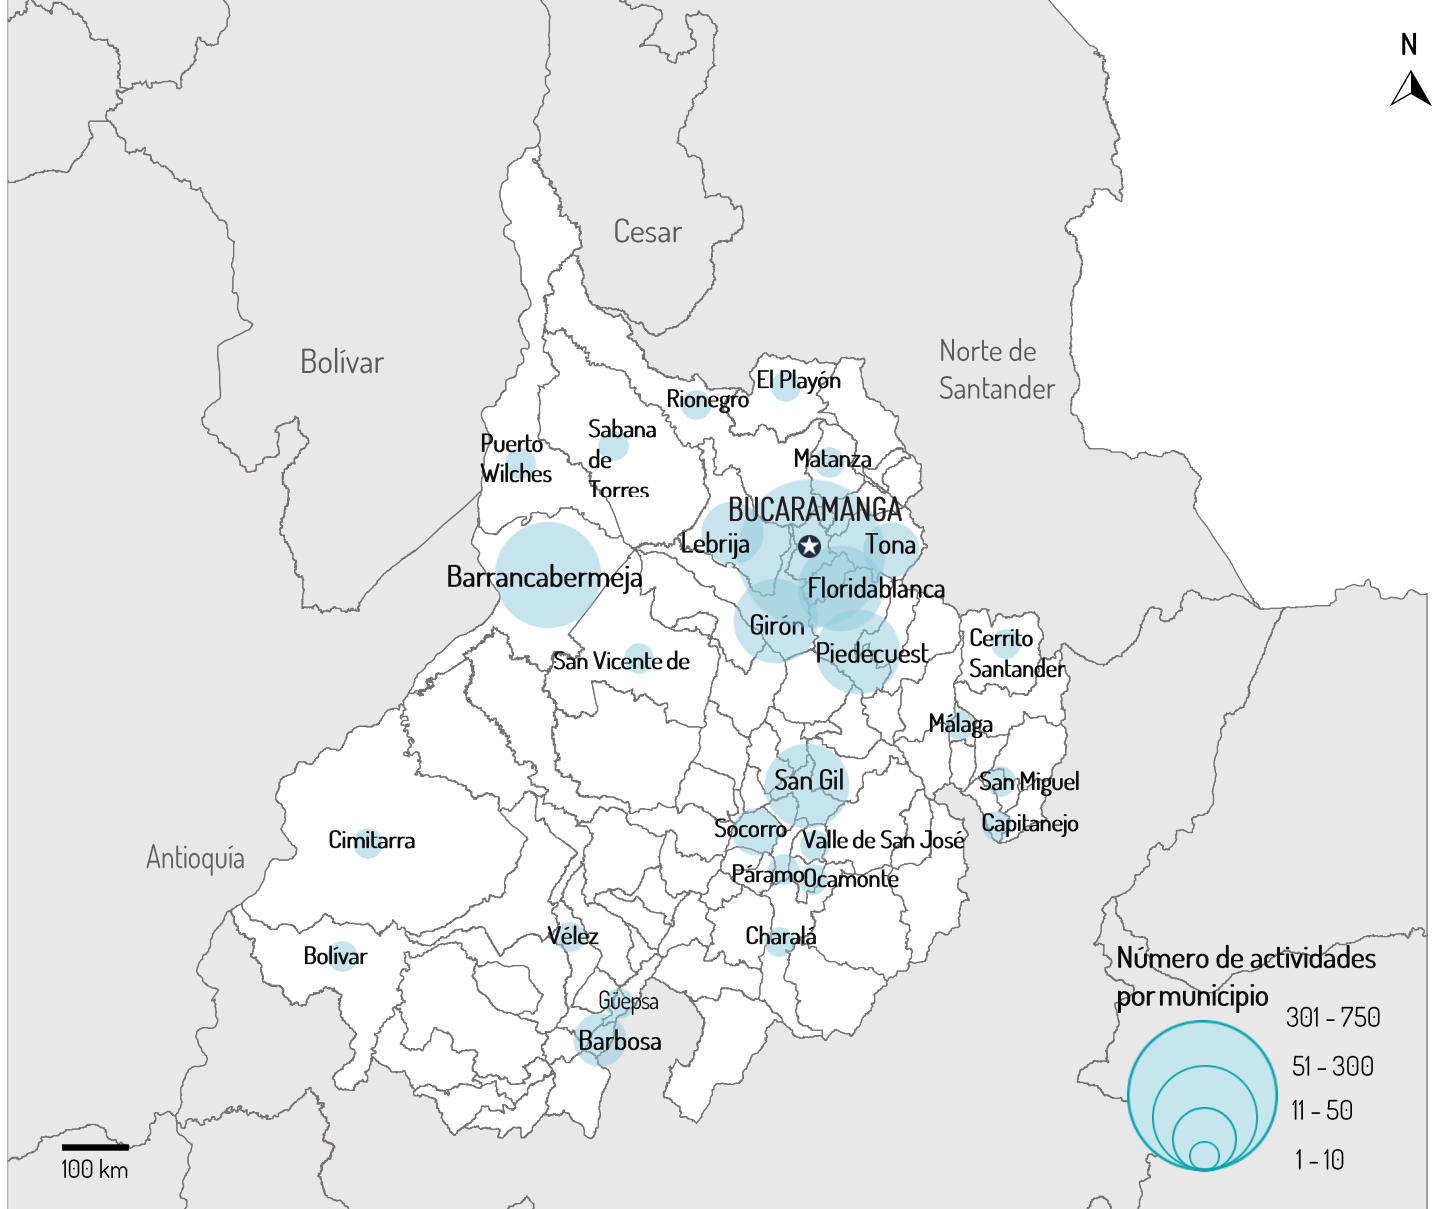 N
Cesar
Norte de
Santander
Bolívar
El Playón
Rionegro
Sabana
de
Torres
Puerto
Wilches
Matanza
BUCARAMANGA
Lebrija
Tona
Barrancabermeja
Floridablanca
Girón
Piedecuest
Cerrito
Santander
San Vicente de
Málaga
San Gil
San Miguel
Socorro
Capitanejo
Valle de San José
Cimitarra
Antioquía
Páramo
Ocamonte
Vélez
Charalá
Bolívar
Güepsa
Barbosa
Número de actividades
por municipio
301 - 750
51 - 300
11 - 50
1 - 10
100 km